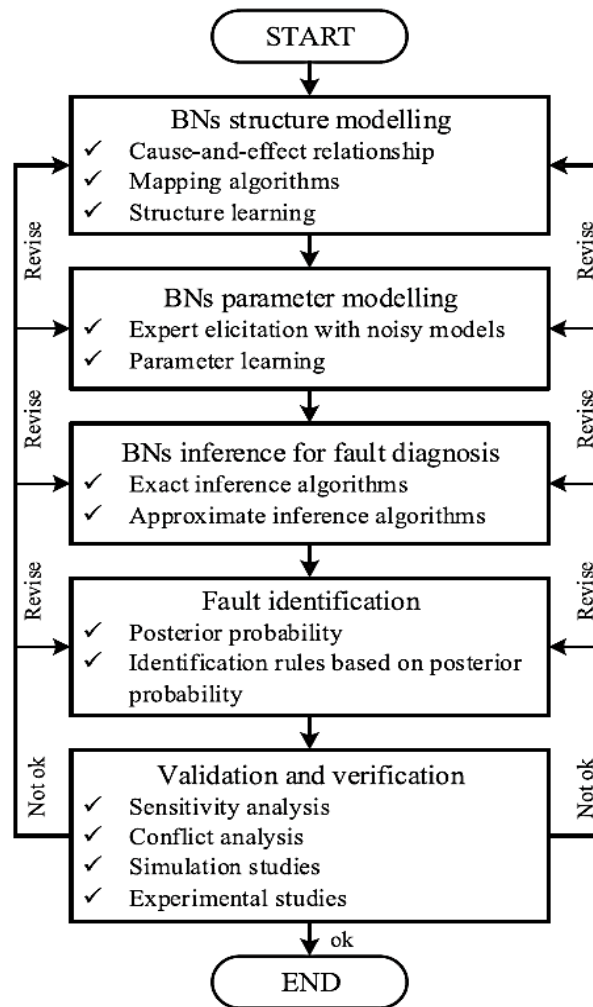 START
BNs structure modelling
✓ Cause-and-effect relationship
✓ Mapping algorithms
✓ Structure learning
Revise
Revise
BNs parameter modelling
✓ Expert elicitation with noisy models
✓ Parameter learning
Revise
Revise
BNs inference for fault diagnosis
✓ Exact inference algorithms
✓ Approximate inference algorithms
Revise
Revise
Fault identification
✓ Posterior probability
✓ Identification rules based on posterior
probability
Not ok
Not ok
Validation and verification
✓ Sensitivity analysis
✓ Conflict analysis
✓ Simulation studies
✓ Experimental studies
ok
END